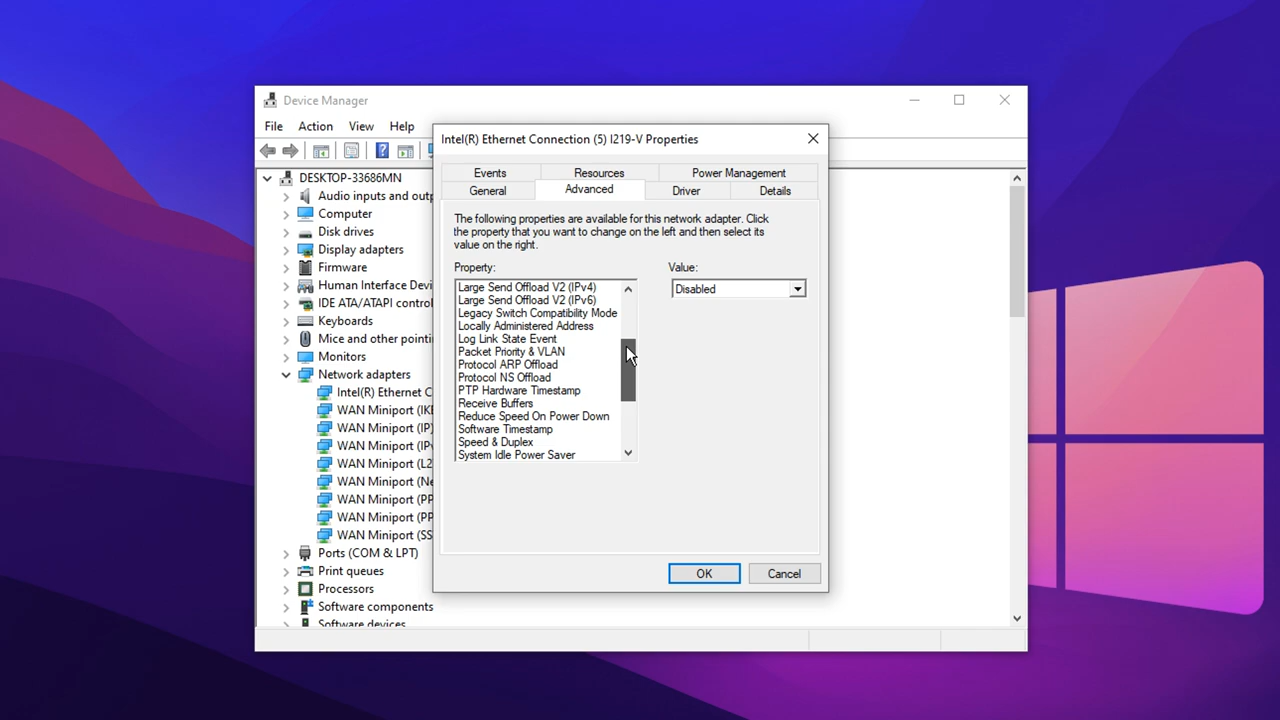 Device Manager
File Action View Help
DESKTOP-33686MN
Audio inputs and outp
Computer
Disk drives
Display adapters
Firmware
Human Interface Devi
IDE ATA/ATAPI control
Keyboards
Mice and other pointi
Monitors
Network adapters
Intel(R) Ethernet C
WAN Miniport (IKE
WAN Miniport (IP)
WAN Miniport (IPv
WAN Miniport (L2
WAN Miniport (Ne
WAN Miniport (PP
WAN Miniport (PP
WAN Miniport (SS
Ports (COM & LPT)
Print queues
Processors
Software components
Software devices
Intel(R) Ethernet Connection (5) I219-V Properties
Events Resources Power Management
General Advanced Driver Details
The following properties are available for this network adapter. Click
the property that you want to change on the left and then select its
value on the right.
Property: Value:
Large Send Offload V2 (IPv4)
Disabled
Large Send Offload V2 (IPv6)
Legacy Switch Compatibility Mode
Locally Administered Address
Log Link State Event
Packet Priority & VLAN
Protocol ARP Offload
Protocol NS Offload
PTP Hardware Timestamp
Receive Buffers
Reduce Speed On Power Down
Software Timestamp
Speed & Duplex
System Idle Power Saver
OK Cancel